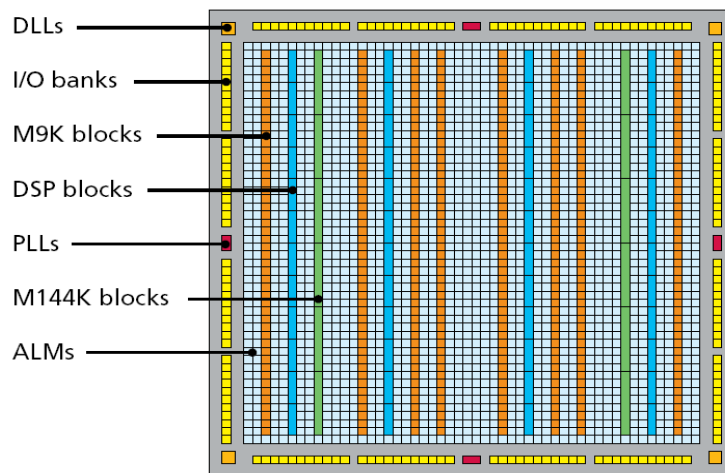 DLLs
I/O banks
M9K blocks
DSP blocks
PLLs
M144K blocks
ALMs